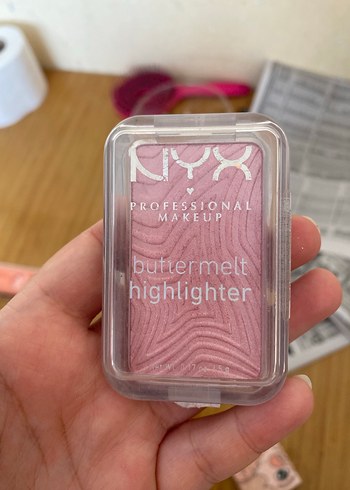 NYX
PROFESSIONAL
MAKEUP
buttermelt
highlighter